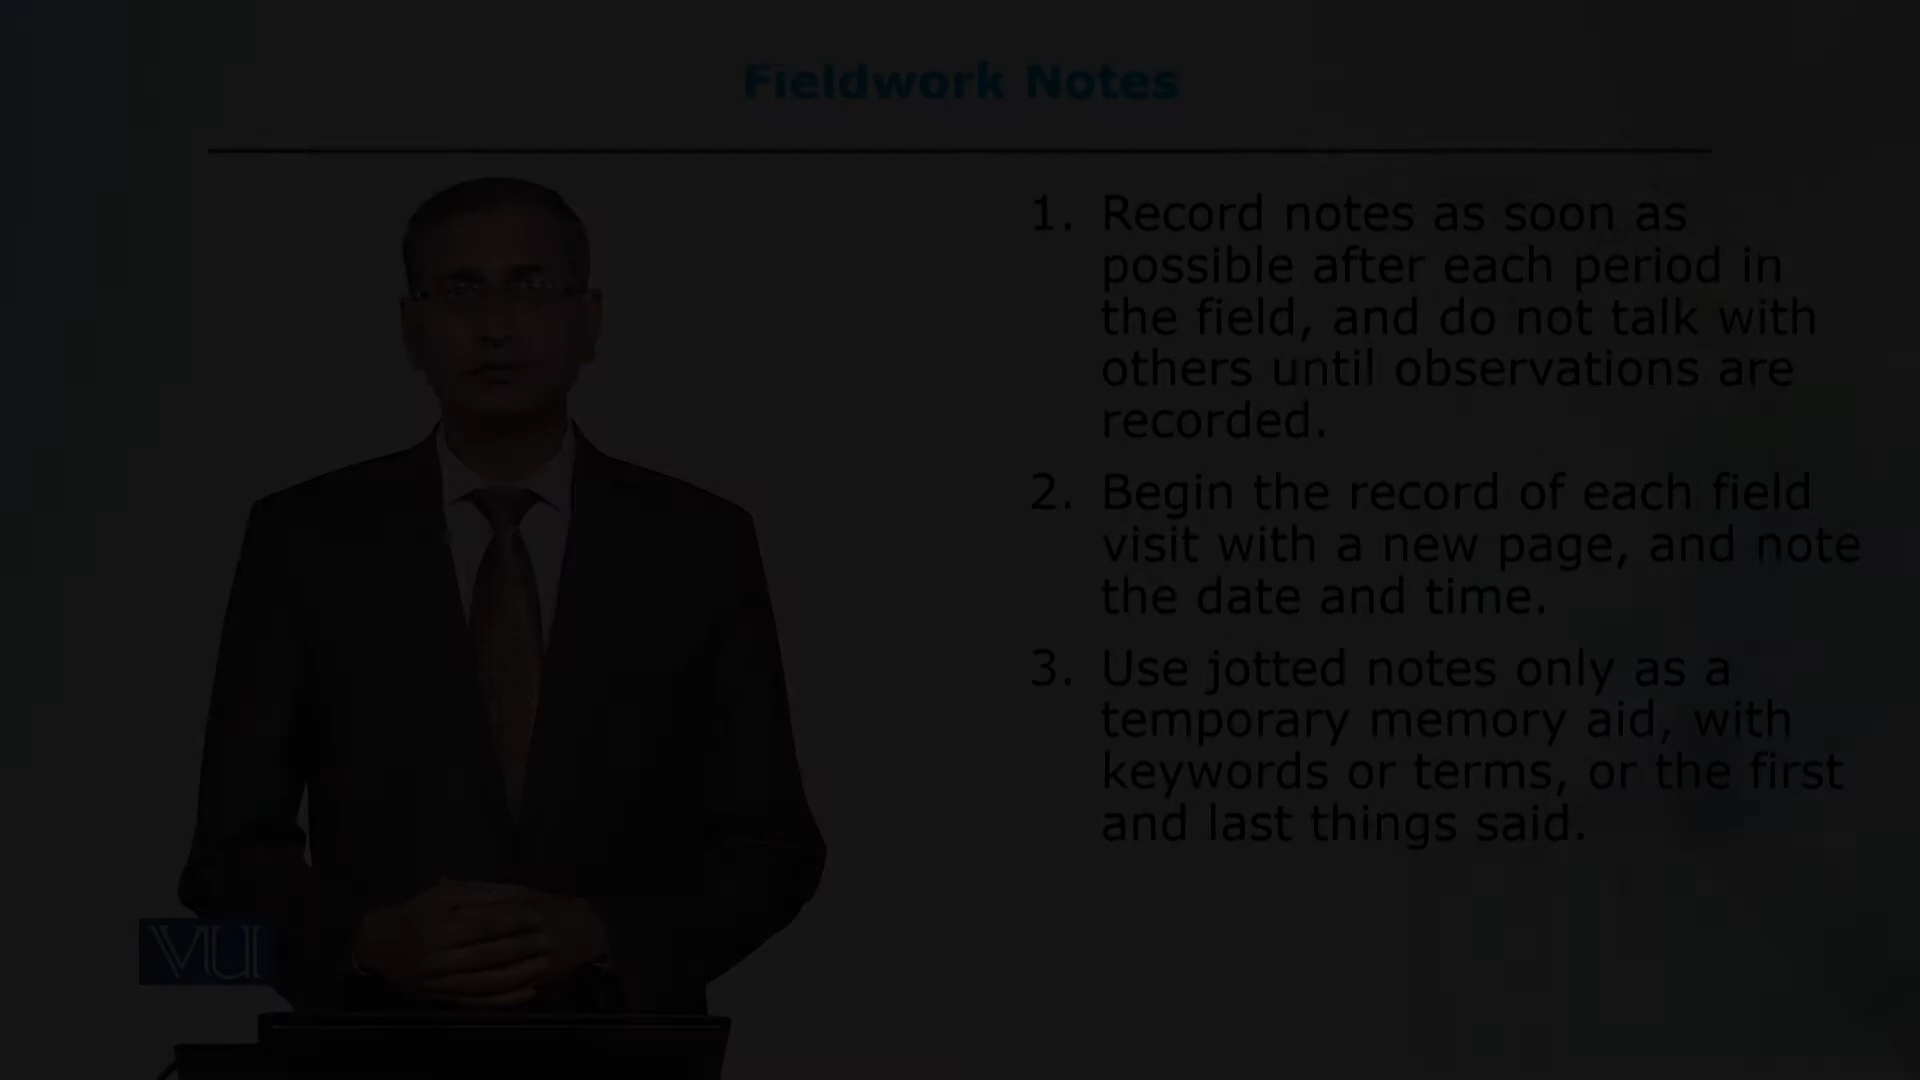 Fieldwork Notes
1. Record notes as soon as
possible after each period in
the field, and do not talk with
others until observations are
recorded.
2. Begin the record of each field
visit with a new page, and note
the date and time.
3. Use jotted notes only as a
temporary memory aid, with
keywords or terms, or the first
and last things said.
VU